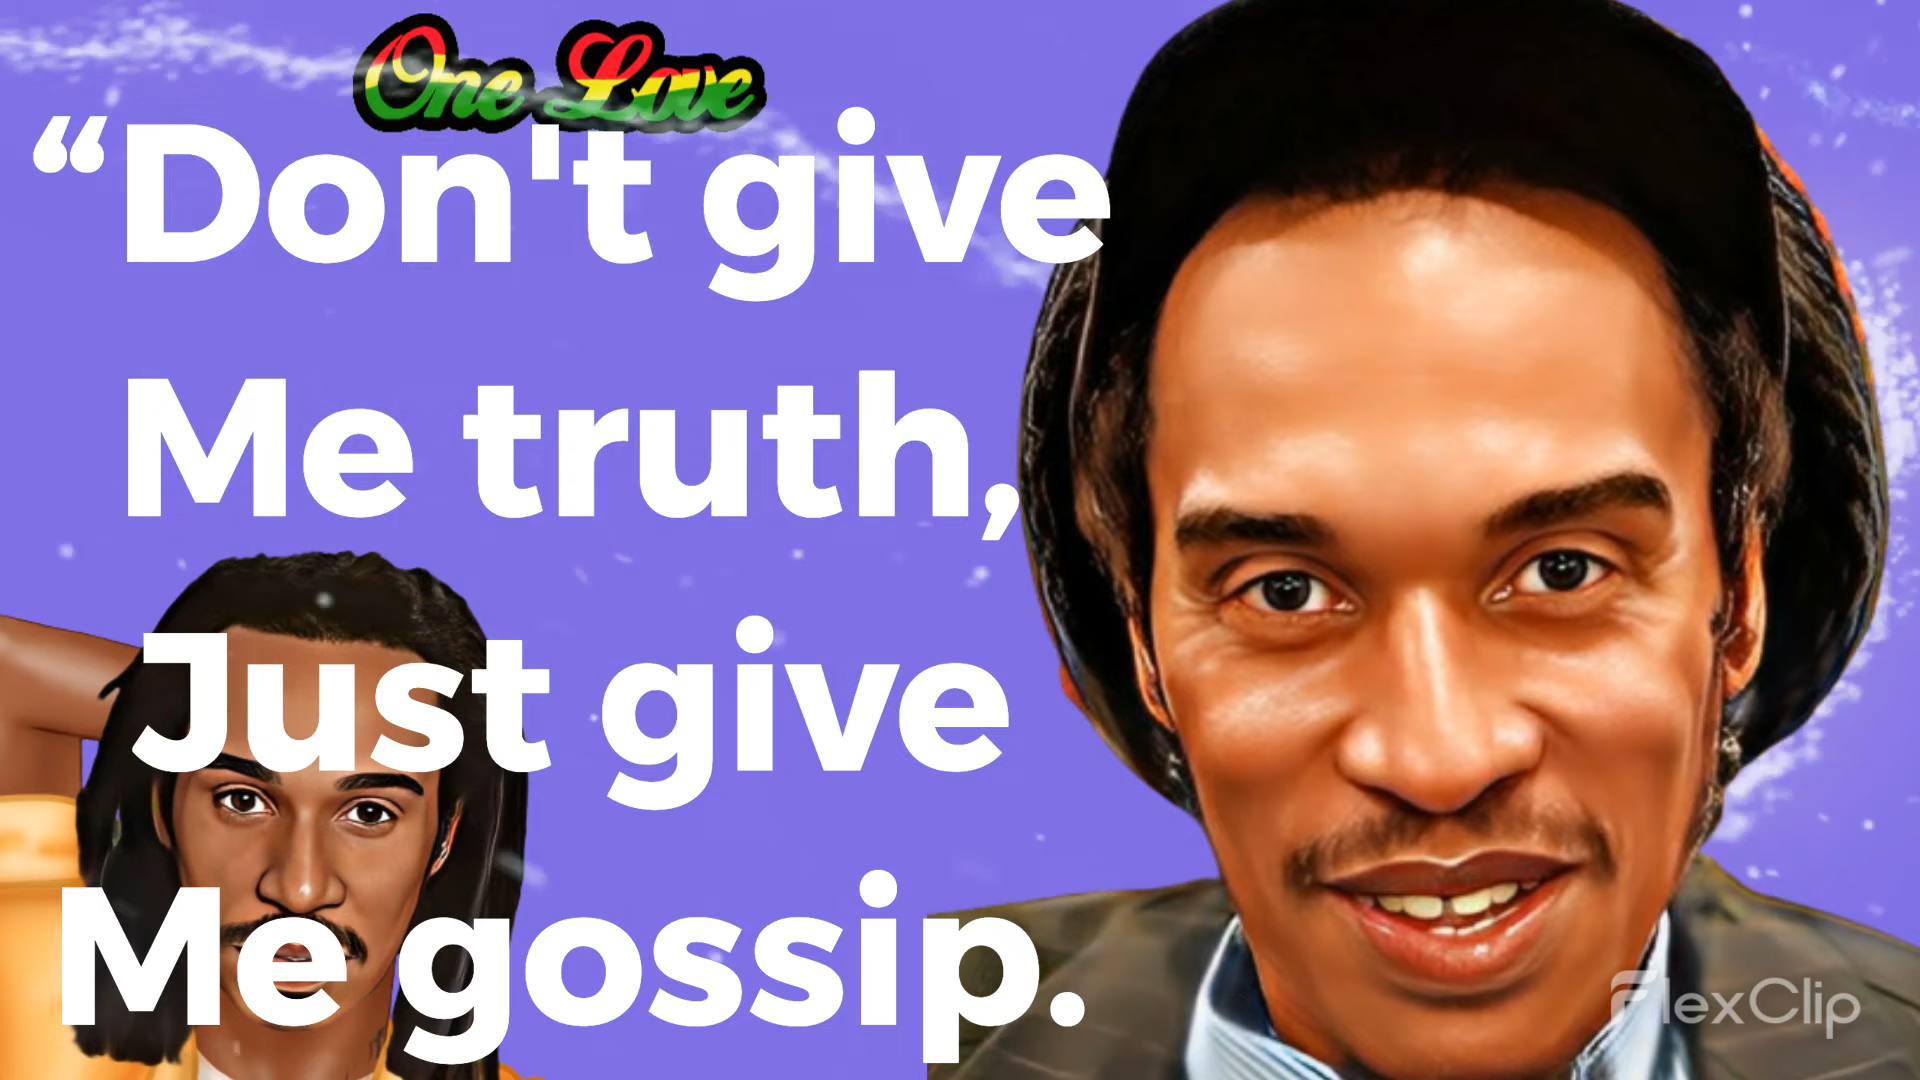 One Love
“Don't give
Me truth,
Just give
Me gossip.
FlexClip